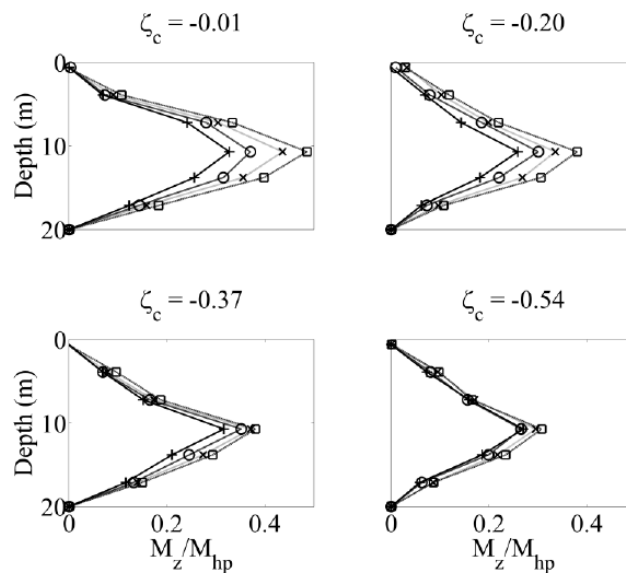 ζc = -0.01
ζc = -0.20
0
10
20
Depth (m)
ζc = -0.37
ζc = -0.54
0
10
20
Depth (m)
0 0.2 0.4
Mz/Mhp
0 0.2 0.4
Mz/Mhp